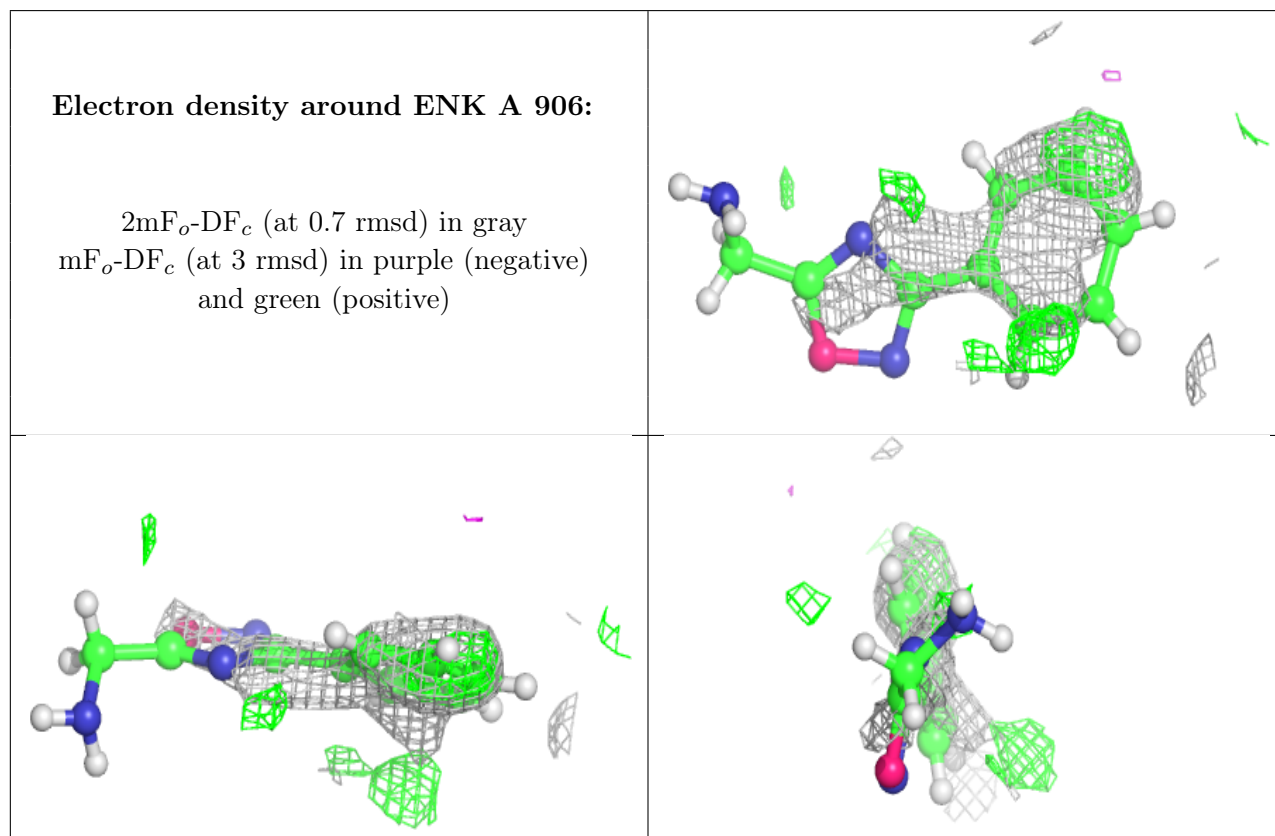 Electron density around ENK A 906:
2mFo-DFc (at 0.7 rmsd) in gray
mFo-DFc (at 3 rmsd) in purple (negative)
and green (positive)